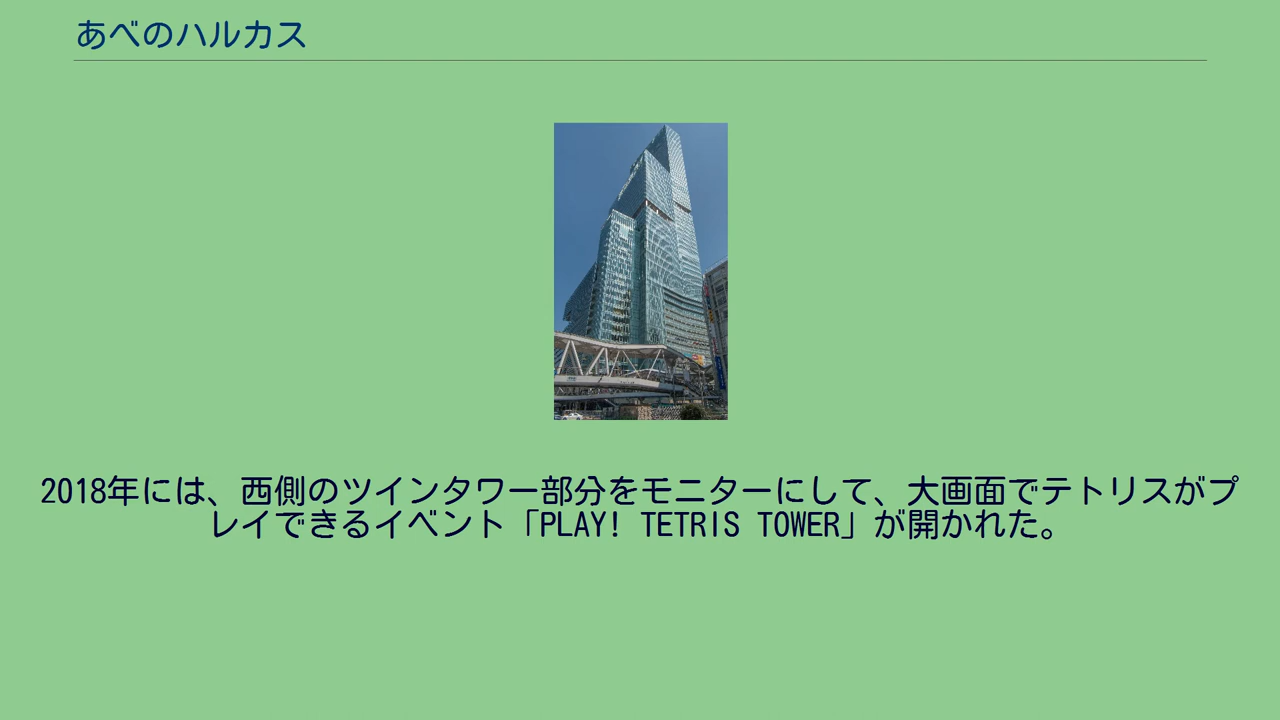 あべのハルカス
2018年には、西側のツインタワー部分をモニターにして、大画面でテトリスがプ
レイできるイベント「PLAY! TETRIS TOWER」が開かれた。